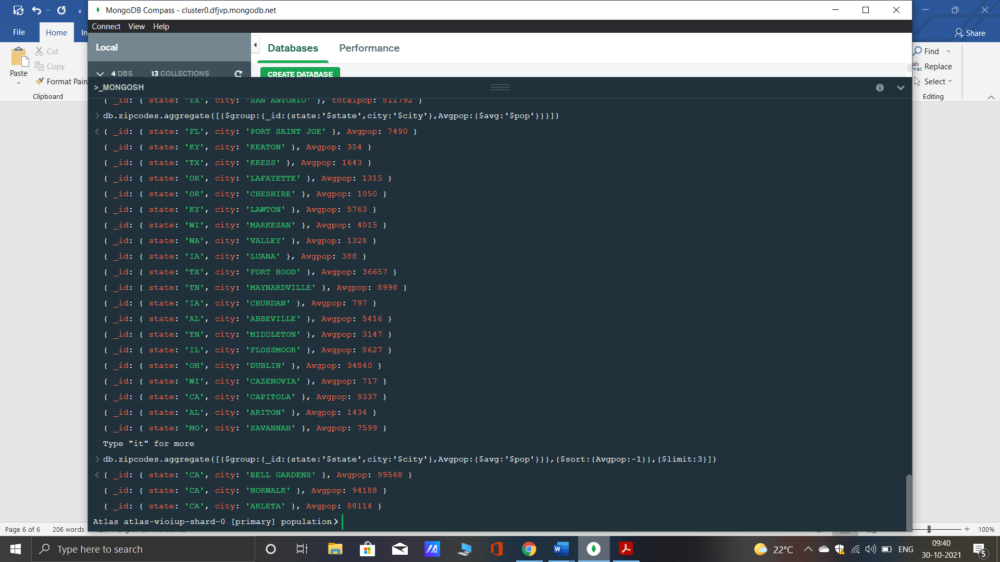 MongoDB Compass - cluster0.dfjvp.mongodb.net
File
Home
In
Share
Connect View Help
Local
Databases
Performance
Paste
Cut
Copy
Format Pain
Clipboard
Find
Replace
Select
Editing
4 DBS 13 COLLECTIONS
CREATE DATABASE
>_MONGOSH
{ _id: { state: 'TX', city: 'SAN ANTONIO' }, totalpop: 811792 }
> db.zipcodes.aggregate([{$group:{_id:{state:'$state',city:'$city'},Avgpop:{$avg:'$pop'}}}])
< { _id: { state: 'FL', city: 'PORT SAINT JOE' }, Avgpop: 7490 }
{ _id: { state: 'KY', city: 'KEATON' }, Avgpop: 354 }
{ _id: { state: 'TX', city: 'KRESS' }, Avgpop: 1643 }
{ _id: { state: 'OR', city: 'LAFAYETTE' }, Avgpop: 1315 }
{ _id: { state: 'OR', city: 'CHESHIRE' }, Avgpop: 1050 }
{ _id: { state: 'KY', city: 'LAWTON' }, Avgpop: 5763 }
{ _id: { state: 'WI', city: 'MARKESAN' }, Avgpop: 4015 }
{ _id: { state: 'WA', city: 'VALLEY' }, Avgpop: 1328 }
{ _id: { state: 'IA', city: 'LUANA' }, Avgpop: 388 }
{ _id: { state: 'TX', city: 'FORT HOOD' }, Avgpop: 36657 }
{ _id: { state: 'TN', city: 'MAYNARDVILLE' }, Avgpop: 8998 }
{ _id: { state: 'IA', city: 'CHURDAN' }, Avgpop: 797 }
{ _id: { state: 'AL', city: 'ABBEVILLE' }, Avgpop: 5416 }
{ _id: { state: 'TN', city: 'MIDDLETON' }, Avgpop: 3147 }
{ _id: { state: 'IL', city: 'FLOSSMOOR' }, Avgpop: 8627 }
{ _id: { state: 'OH', city: 'DUBLIN' }, Avgpop: 34840 }
{ _id: { state: 'WI', city: 'CAZENOVIA' }, Avgpop: 717 }
{ _id: { state: 'CA', city: 'CAPITOLA' }, Avgpop: 9337 }
{ _id: { state: 'AL', city: 'ARITON' }, Avgpop: 1434 }
{ _id: { state: 'MO', city: 'SAVANNAH' }, Avgpop: 7599 }
Type "it" for more
> db.zipcodes.aggregate([{$group:{_id:{state:'$state',city:'$city'},Avgpop:{$avg:'$pop'}}},{$sort:{Avgpop:-1}},{$limit:3}])
< { _id: { state: 'CA', city: 'BELL GARDENS' }, Avgpop: 99568 }
{ _id: { state: 'CA', city: 'NORWALK' }, Avgpop: 94188 }
{ _id: { state: 'CA', city: 'ARLETA' }, Avgpop: 88114 }
Atlas atlas-vioiup-shard-0 [primary] population>
Page 6 of 6 206 words
100%
Type here to search
22°C
ENG
09:40
30-10-2021
5